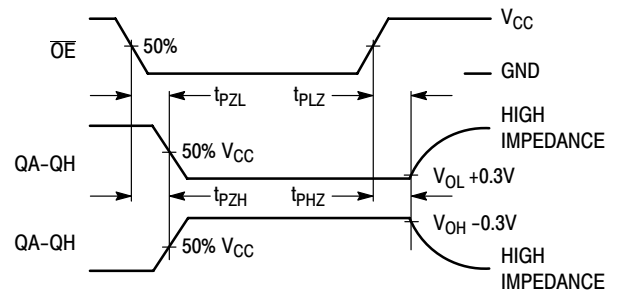 V_CC
O̅E̅
50%
GND
t_PZL
t_PLZ
HIGH
IMPEDANCE
QA-QH
50% V_CC
V_OL +0.3V
t_PZH
t_PHZ
V_OH -0.3V
QA-QH
50% V_CC
HIGH
IMPEDANCE